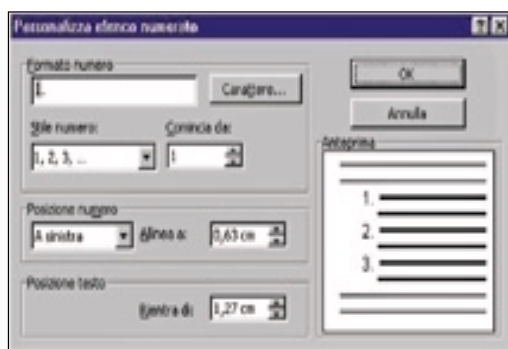 Personalizza elenco numerato
Formato numero
1.
Carattere...
Stile numero:
Comincia da:
1, 2, 3, ...
1
Posizione numero
A sinistra
Allinea a:
0,63 cm
Posizione testo
Rientra di:
1,27 cm
OK
Annulla
Anteprima
1.
2.
3.